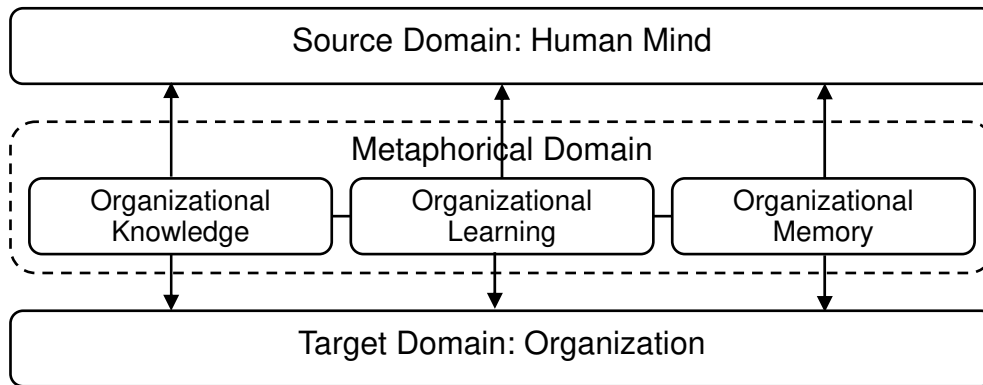 Source Domain: Human Mind
Metaphorical Domain
Organizational
Knowledge
Organizational
Learning
Organizational
Memory
Target Domain: Organization